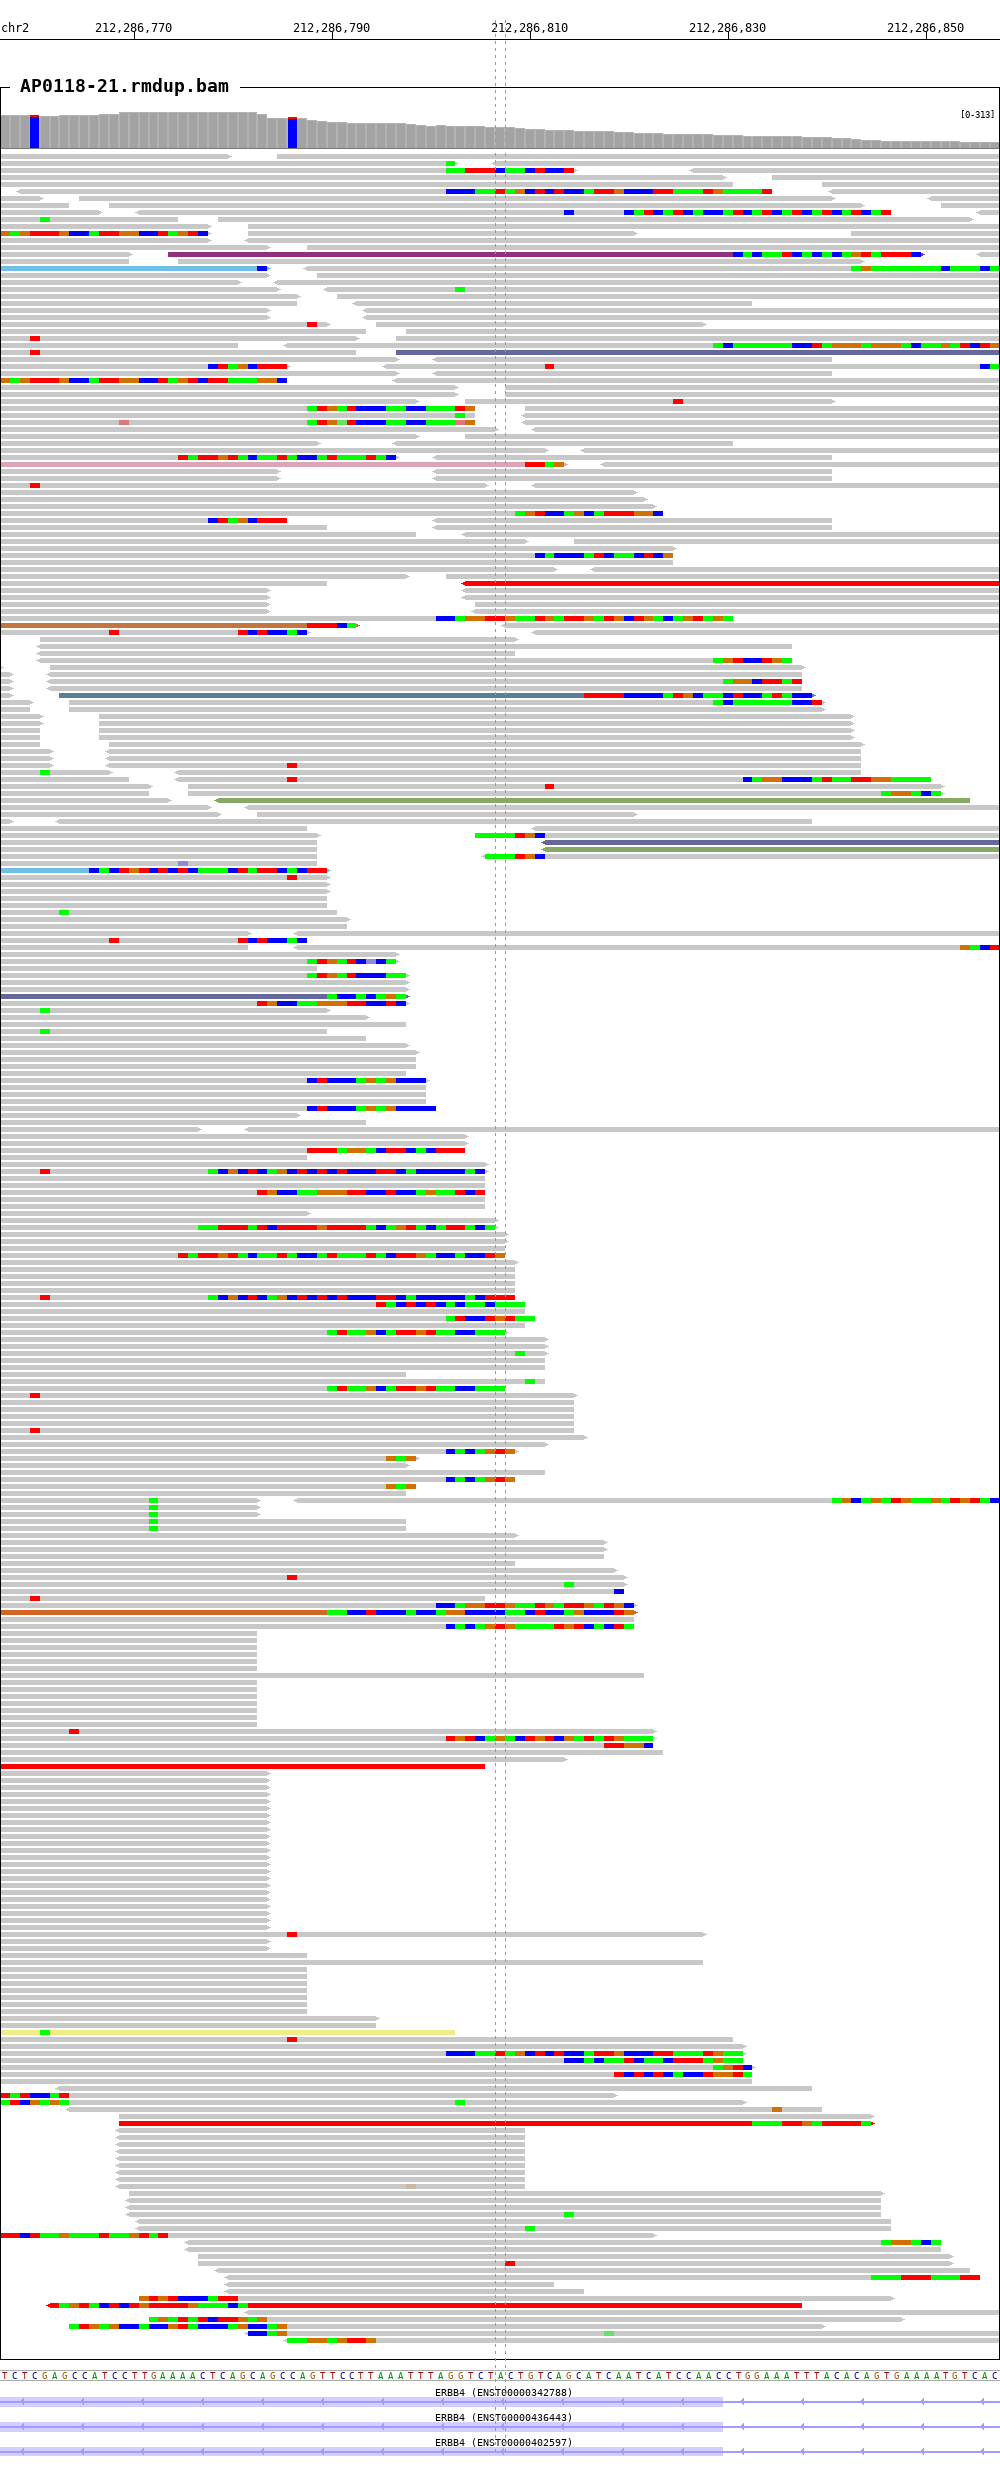 chr2 212,286,770 212,286,790 212,286,810 212,286,830 212,286,850
AP0118-21.rmdup.bam
[0-313]
TCTCGAGCCATCCTTGAAAACTCAGCAGCCAGTTCCTTAAATTTAGGTCTACTGTCAGCATCAATCATCCAACCTGGAAATTTACACAGTGAAAATGTCAC
ERBB4 (ENST00000342788)
ERBB4 (ENST00000436443)
ERBB4 (ENST00000402597)